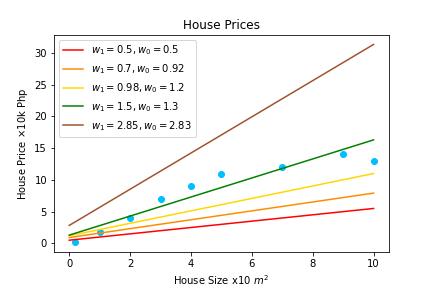 House Prices
House Price ×10k Php
30
25
20
15
10
5
0
w₁ = 0.5, w₀ = 0.5
w₁ = 0.7, w₀ = 0.92
w₁ = 0.98, w₀ = 1.2
w₁ = 1.5, w₀ = 1.3
w₁ = 2.85, w₀ = 2.83
0 2 4 6 8 10
House Size x10 m²